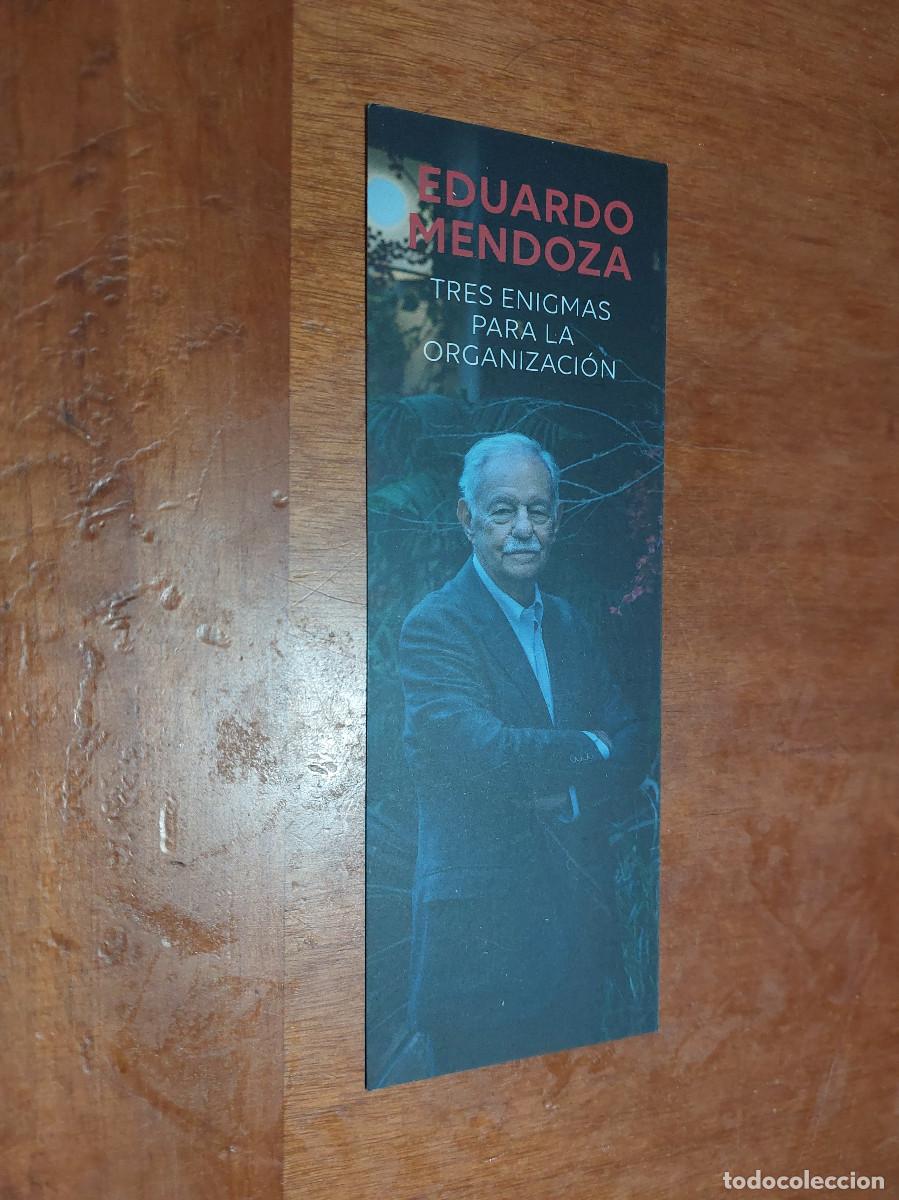 EDUARDO
MENDOZA
TRES ENIGMAS
PARA LA
ORGANIZACIÓN
todocoleccion